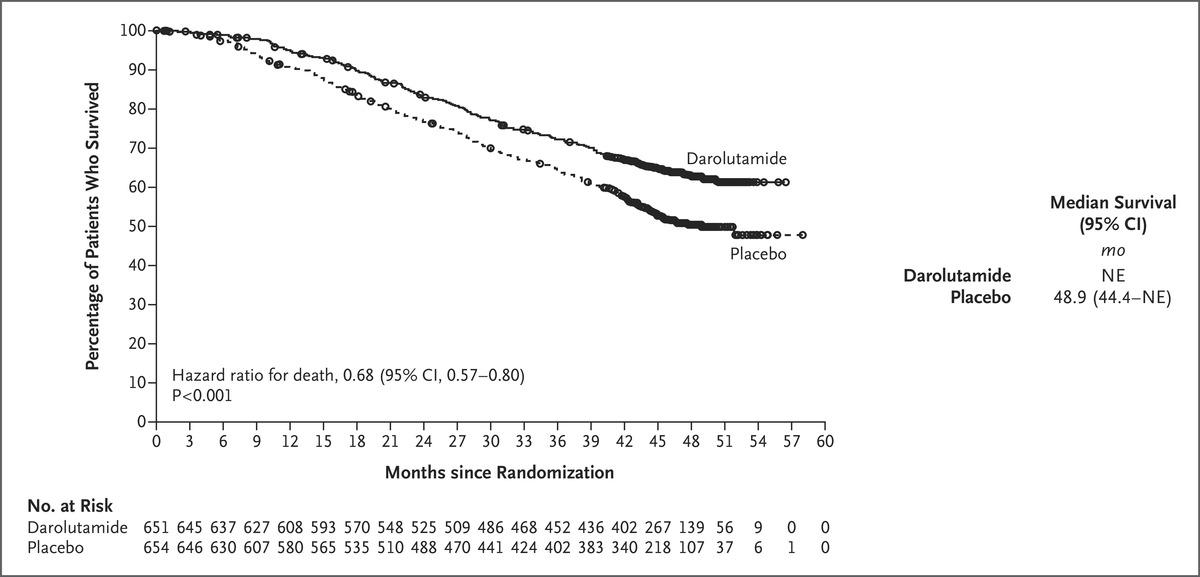 Percentage of Patients Who Survived
100
90
80
70
60
50
40
30
20
10
0
Darolutamide
Placebo
Hazard ratio for death, 0.68 (95% CI, 0.57–0.80)
P<0.001
0 3 6 9 12 15 18 21 24 27 30 33 36 39 42 45 48 51 54 57 60
Months since Randomization
Median Survival
(95% CI)
mo
Darolutamide NE
Placebo 48.9 (44.4–NE)
No. at Risk
Darolutamide 651 645 637 627 608 593 570 548 525 509 486 468 452 436 402 267 139 56 9 0 0
Placebo 654 646 630 607 580 565 535 510 488 470 441 424 402 383 340 218 107 37 6 1 0